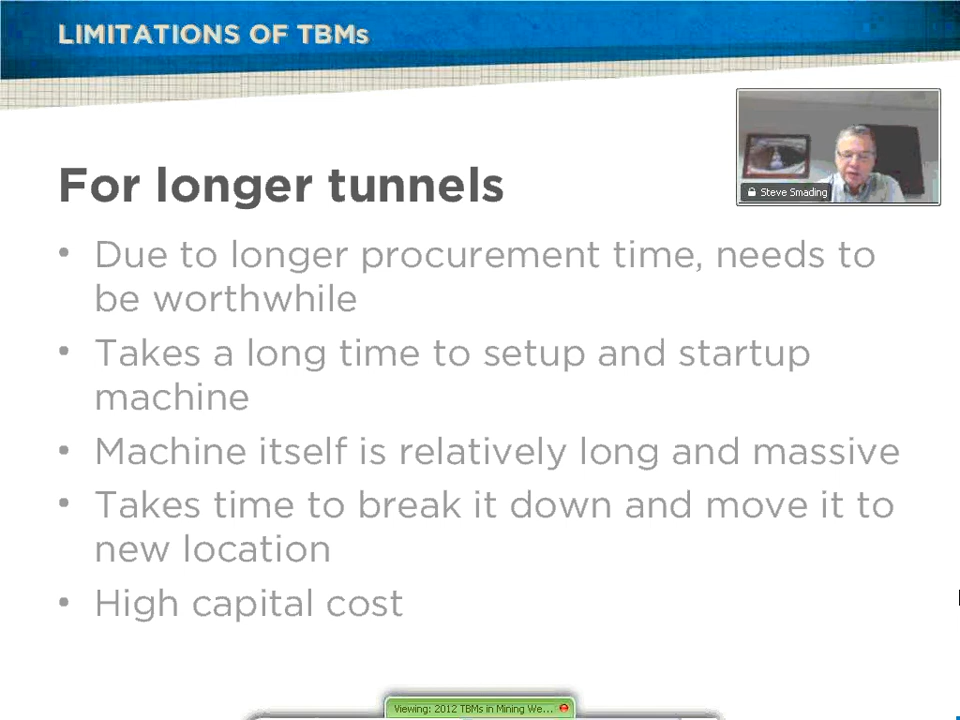 LIMITATIONS OF TBMs
Steve Smading
For longer tunnels
• Due to longer procurement time, needs to
be worthwhile
• Takes a long time to setup and startup
machine
• Machine itself is relatively long and massive
• Takes time to break it down and move it to
new location
• High capital cost
Viewing: 2012 TBMs in Mining We...